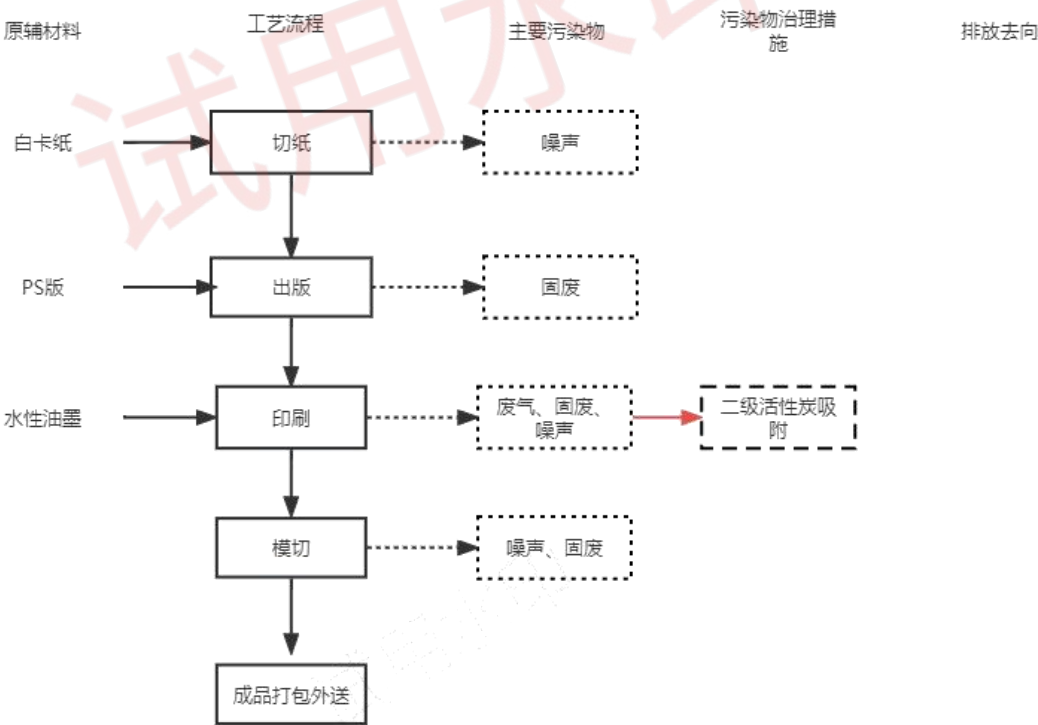 原辅材料
工艺流程
主要污染物
污染物治理措
施
排放去向
白卡纸
切纸
噪声
PS版
出版
固废
水性油墨
印刷
废气、固废、
噪声
二级活性炭吸
附
模切
噪声、固废
成品打包外送
试用水